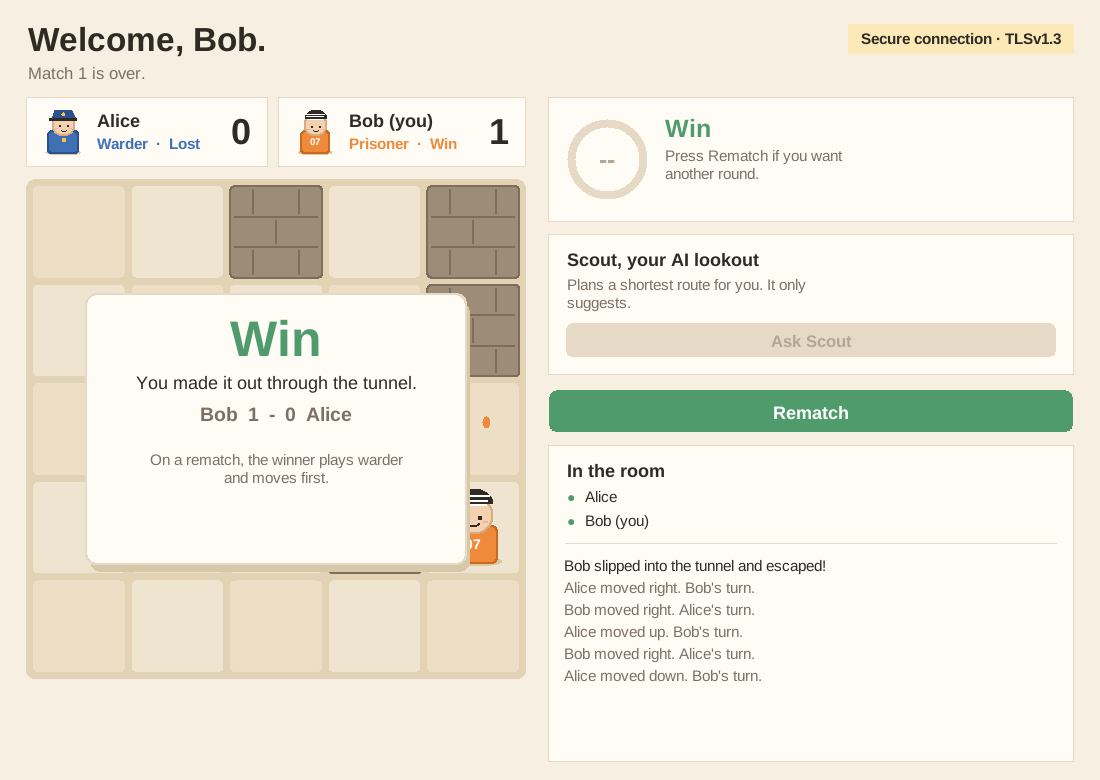 Welcome, Bob.
Secure connection · TLSv1.3
Match 1 is over.
Alice
Warder · Lost
0
07
Bob (you)
Prisoner · Win
1
--
Win
Press Rematch if you want
another round.
Scout, your AI lookout
Plans a shortest route for you. It only
suggests.
Ask Scout
Win
You made it out through the tunnel.
Bob 1 - 0 Alice
On a rematch, the winner plays warder
and moves first.
07
Rematch
In the room
Alice
Bob (you)
Bob slipped into the tunnel and escaped!
Alice moved right. Bob's turn.
Bob moved right. Alice's turn.
Alice moved up. Bob's turn.
Bob moved right. Alice's turn.
Alice moved down. Bob's turn.